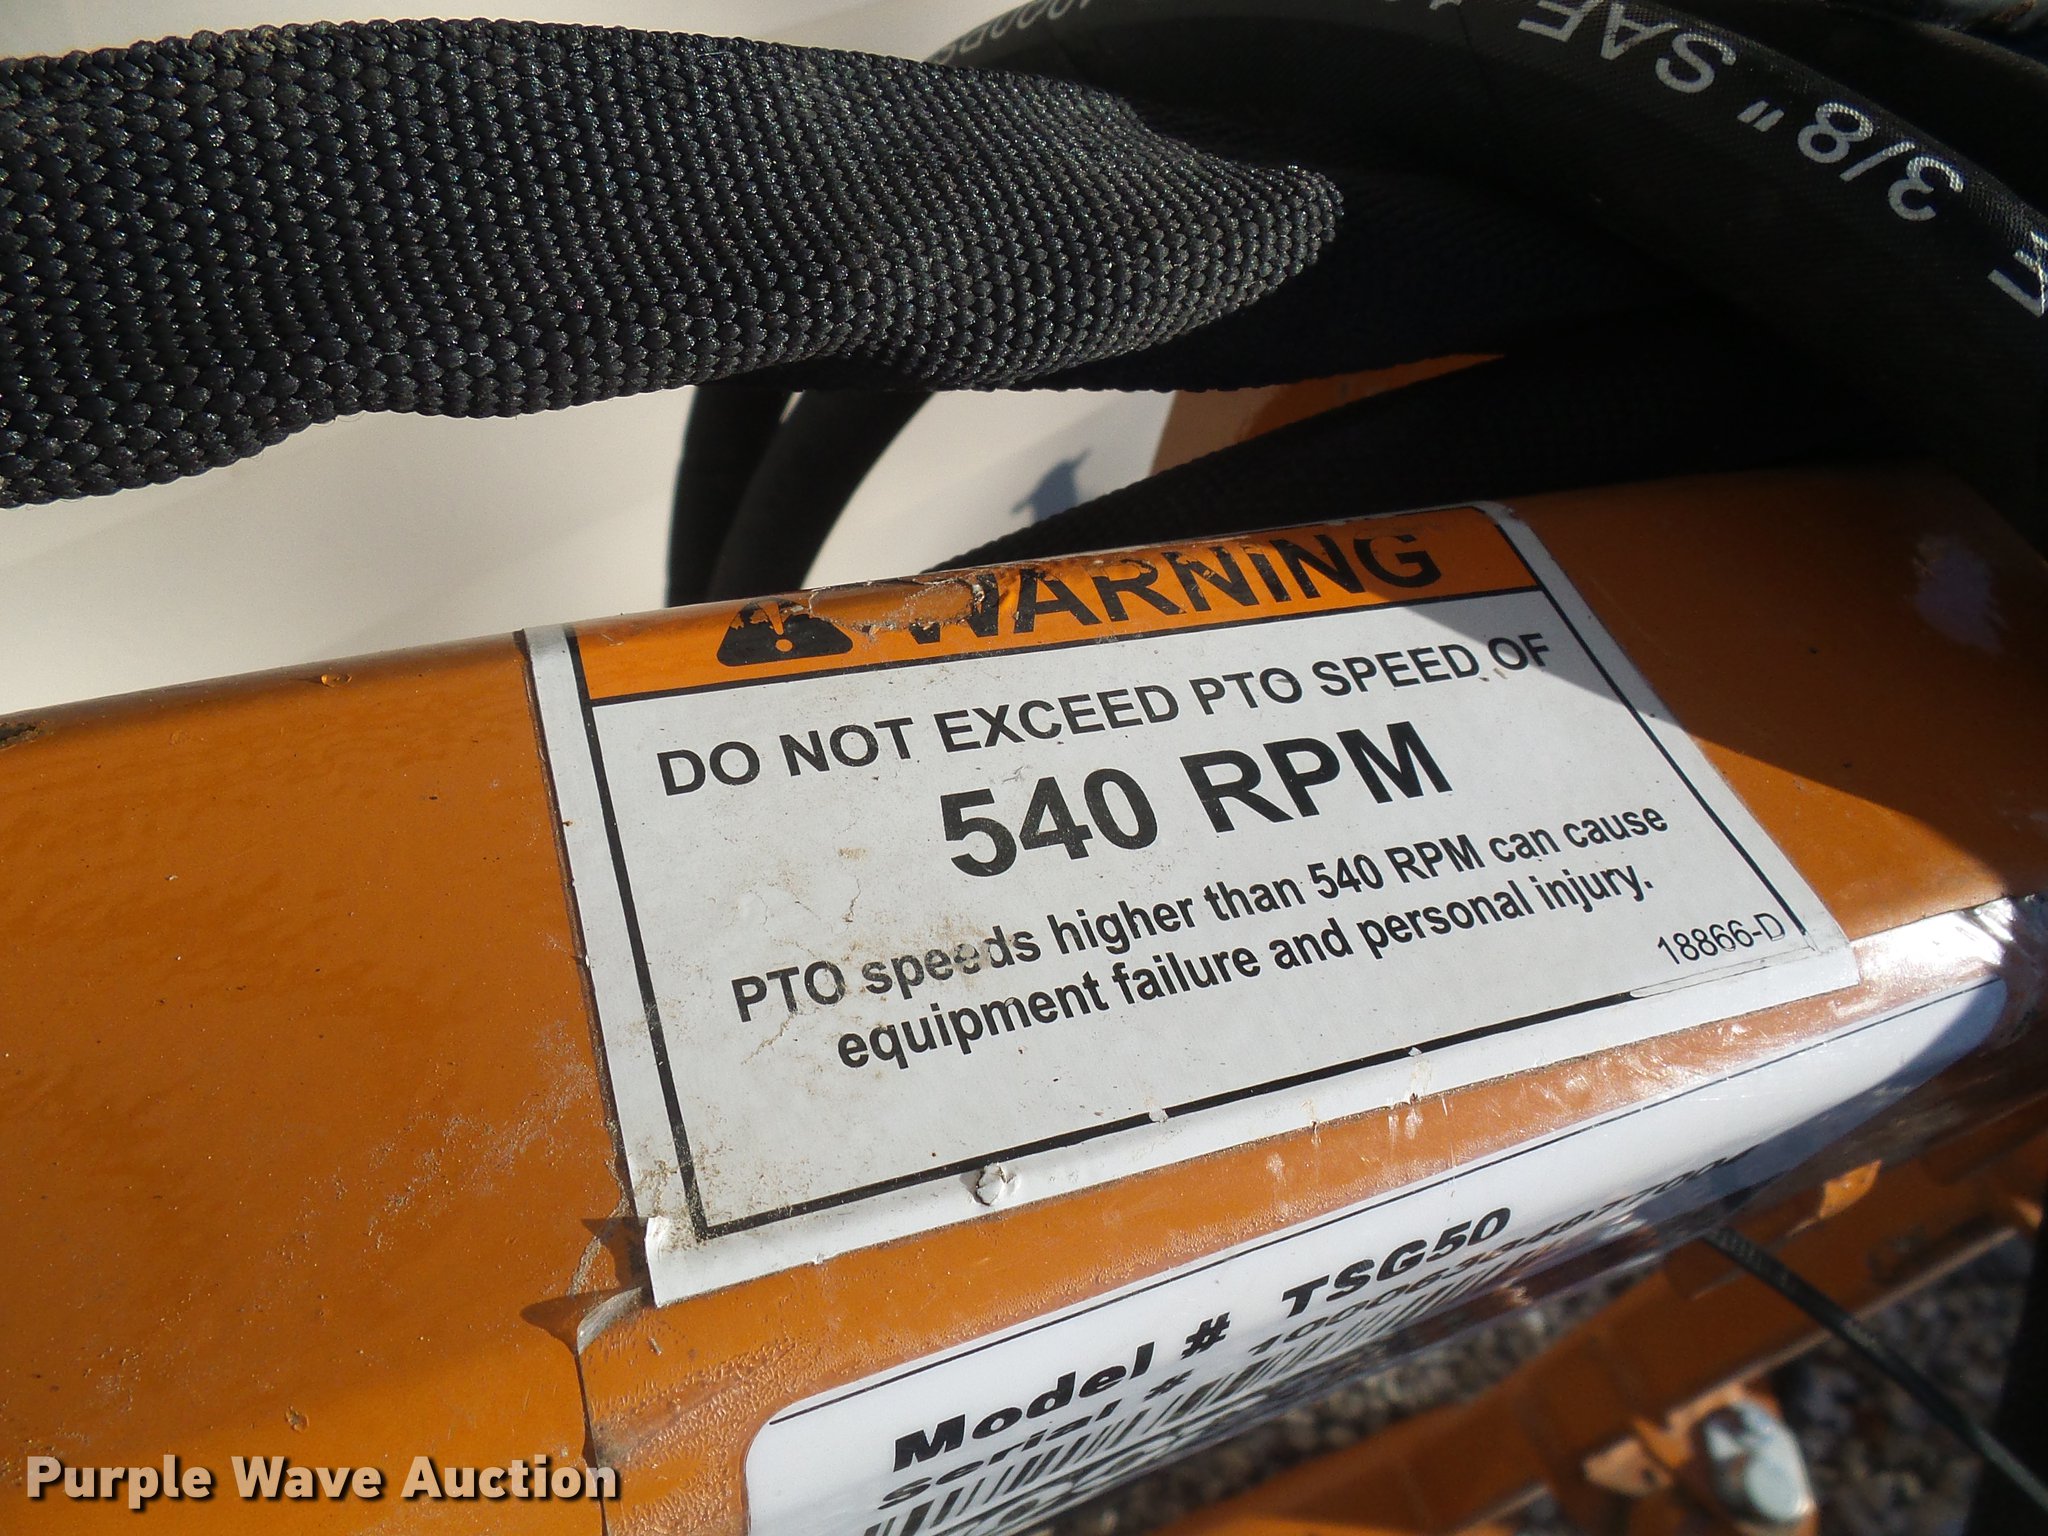 3/8" SAE
WARNING
DO NOT EXCEED PTO SPEED OF
540 RPM
PTO speeds higher than 540 RPM can cause
equipment failure and personal injury.
18866-D
Model # TSG50
Serial #
Purple Wave Auction